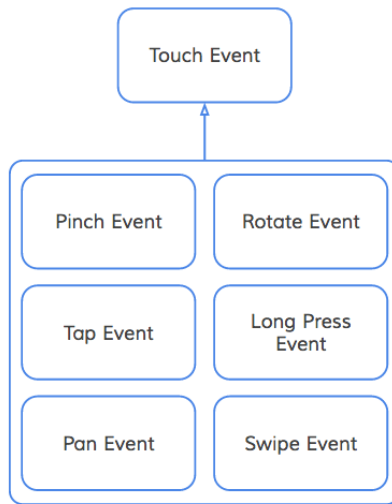 Touch Event
Pinch Event
Rotate Event
Tap Event
Long Press
Event
Pan Event
Swipe Event